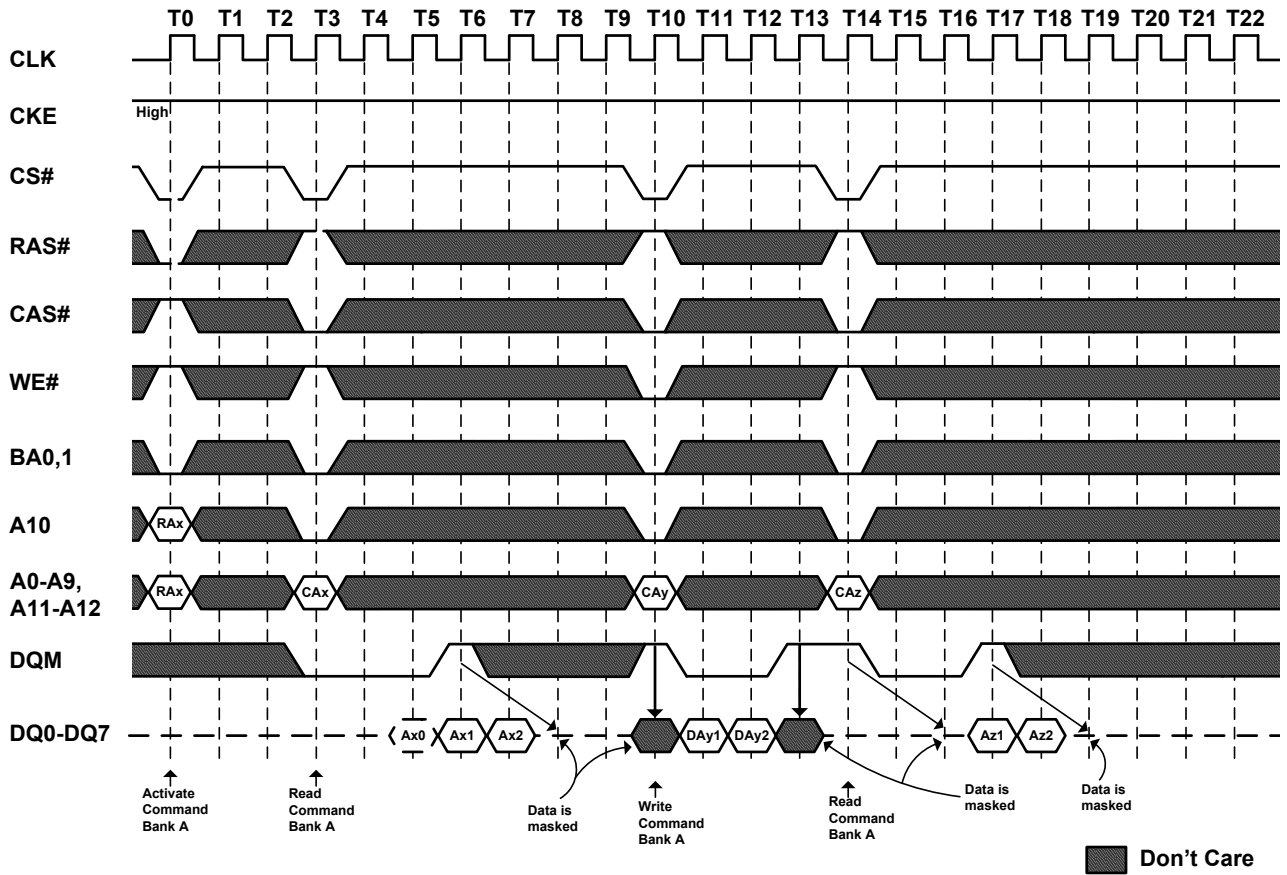 T0 T1 T2 T3 T4 T5 T6 T7 T8 T9 T10 T11 T12 T13 T14 T15 T16 T17 T18 T19 T20 T21 T22
CLK
CKE
High
CS#
RAS#
CAS#
WE#
BA0,1
A10
RAx
A0-A9,
A11-A12
RAx CAx CAy CAz
DQM
DQ0-DQ7
Ax0 Ax1 Ax2 DAy1 DAy2 Az1 Az2
Activate
Command
Bank A
Read
Command
Bank A
Data is
masked
Write
Command
Bank A
Read
Command
Bank A
Data is
masked
Data is
masked
Don't Care